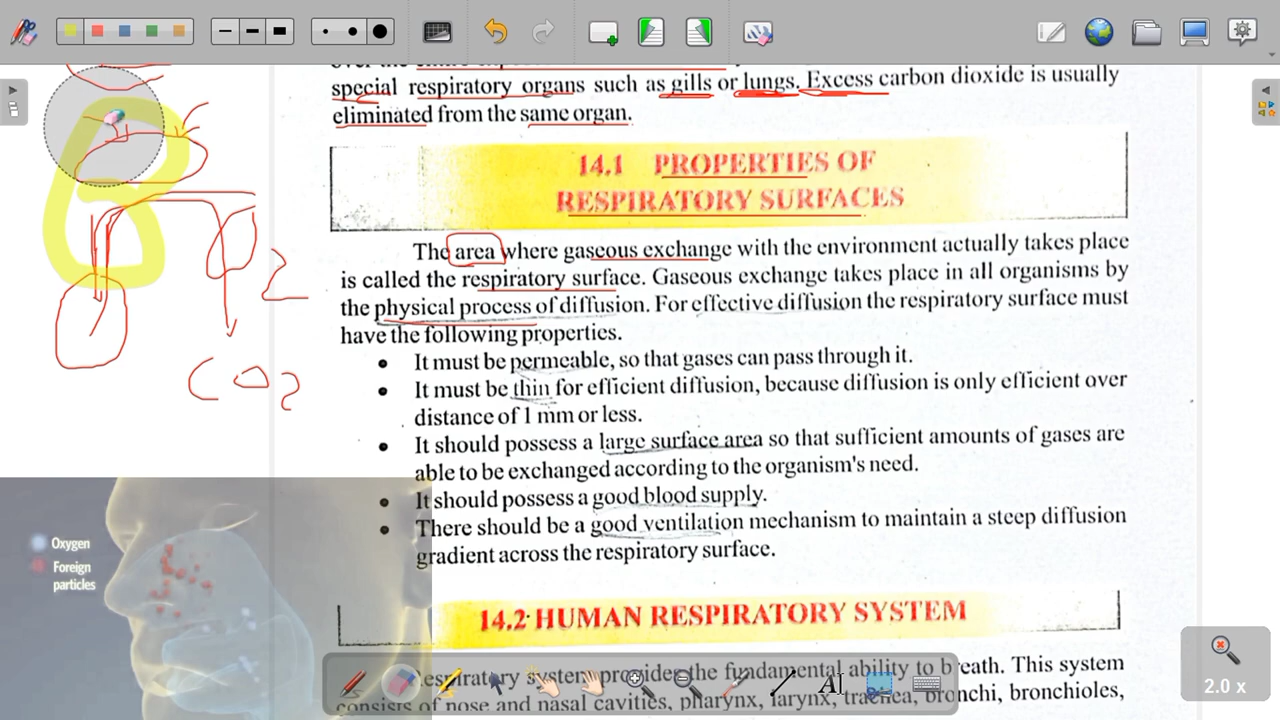 special respiratory organs such as gills or lungs. Excess carbon dioxide is usually
eliminated from the same organ.
14.1 PROPERTIES OF
RESPIRATORY SURFACES
The area where gaseous exchange with the environment actually takes place
is called the respiratory surface. Gaseous exchange takes place in all organisms by
the physical process of diffusion. For effective diffusion the respiratory surface must
have the following properties.
• It must be permeable, so that gases can pass through it.
• It must be thin for efficient diffusion, because diffusion is only efficient over
distance of 1 mm or less.
• It should possess a large surface area so that sufficient amounts of gases are
able to be exchanged according to the organism's need.
• It should possess a good blood supply.
• There should be a good ventilation mechanism to maintain a steep diffusion
gradient across the respiratory surface.
CO2
Oxygen
Foreign
particles
14.2 HUMAN RESPIRATORY SYSTEM
respiratory system provides the fundamental ability to breath. This system
consists of nose and nasal cavities, pharynx, larynx, trachea, bronchi, bronchioles,
2.0 x